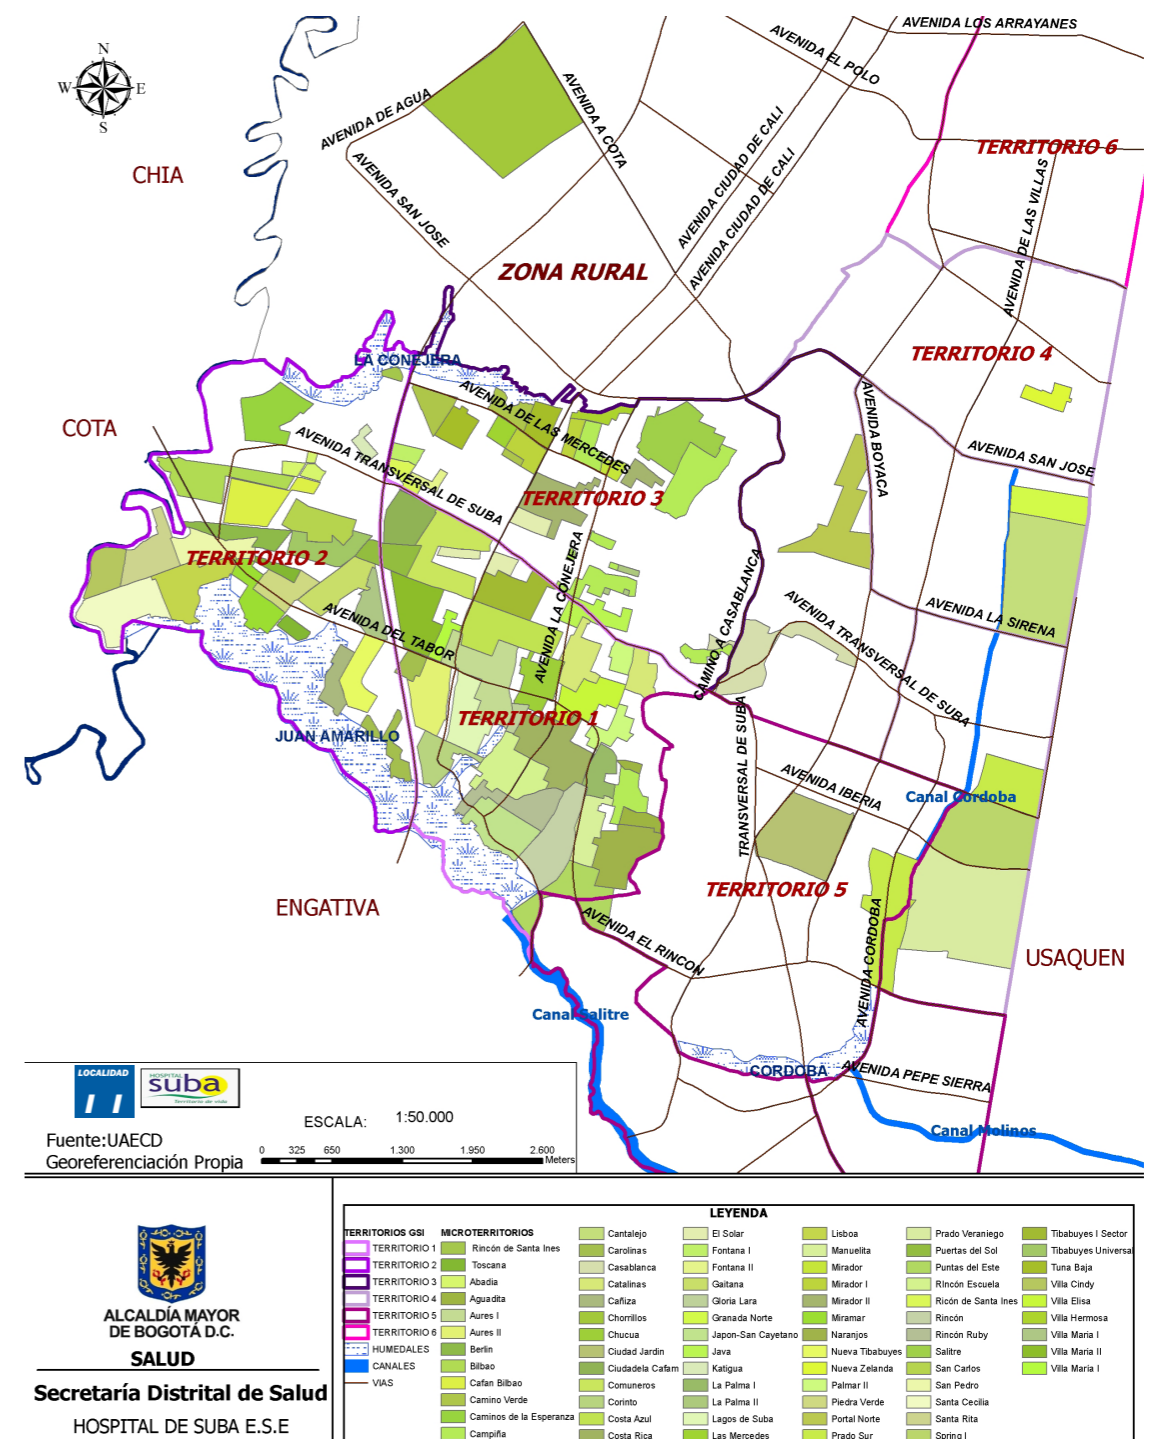 AVENIDA LOS ARRAYANES
AVENIDA EL POLO
N
W E
S
AVENIDA DE AGUA
AVENIDA A COTA
AVENIDA CIUDAD DE CALI
AVENIDA CIUDAD DE CALI
TERRITORIO 6
CHIA
AVENIDA SAN JOSE
AVENIDA DE LAS VILLAS
ZONA RURAL
LA CONEJERA
TERRITORIO 4
COTA
AVENIDA DE LAS MERCEDES
AVENIDA BOYACA
AVENIDA TRANSVERSAL DE SUBA
AVENIDA SAN JOSE
TERRITORIO 3
TERRITORIO 2
AVENIDA LA CONEJERA
CAMINO A CASABLANCA
AVENIDA DEL TABOR
AVENIDA TRANSVERSAL DE SUBA
AVENIDA LA SIRENA
TERRITORIO 1
JUAN AMARILLO
TRANSVERSAL DE SUBA
AVENIDA IBERIA
Canal Cordoba
TERRITORIO 5
ENGATIVA
AVENIDA EL RINCON
AVENIDA CORDOBA
USAQUEN
Canal Salitre
CORDOBA
AVENIDA PEPE SIERRA
Canal Molinos
LOCALIDAD
11
HOSPITAL
suba
Territorio de vida
Fuente:UAECD
Georeferenciación Propia
ESCALA: 1:50.000
0 325 650 1.300 1.950 2.600
Meters
ALCALDÍA MAYOR
DE BOGOTÁ D.C.
SALUD
Secretaría Distrital de Salud
HOSPITAL DE SUBA E.S.E
LEYENDA
TERRITORIOS GSI
TERRITORIO 1
TERRITORIO 2
TERRITORIO 3
TERRITORIO 4
TERRITORIO 5
TERRITORIO 6
HUMEDALES
CANALES
VIAS
MICROTERRITORIOS
Rincón de Santa Ines
Toscana
Abadia
Aguadita
Aures I
Aures II
Berlin
Bilbao
Cafan Bilbao
Camino Verde
Caminos de la Esperanza
Campiña
Cantalejo
Carolinas
Casablanca
Catalinas
Cañiza
Chorrillos
Chucua
Ciudad Jardin
Ciudadela Cafam
Comuneros
Corinto
Costa Azul
Costa Rica
El Solar
Fontana I
Fontana II
Gaitana
Gloria Lara
Granada Norte
Japon-San Cayetano
Java
Katigua
La Palma I
La Palma II
Lagos de Suba
Las Mercedes
Lisboa
Manuelita
Mirador
Mirador I
Mirador II
Miramar
Naranjos
Nueva Tibabuyes
Nueva Zelanda
Palmar II
Piedra Verde
Portal Norte
Prado Sur
Prado Veraniego
Puertas del Sol
Puntas del Este
RIncón Escuela
Ricón de Santa Ines
Rincón
Rincón Ruby
Salitre
San Carlos
San Pedro
Santa Cecilia
Santa Rita
Spring I
Tibabuyes I Sector
Tibabuyes Universal
Tuna Baja
Villa Cindy
Villa Elisa
Villa Hermosa
Villa Maria I
Villa Maria II
Villa Maria I